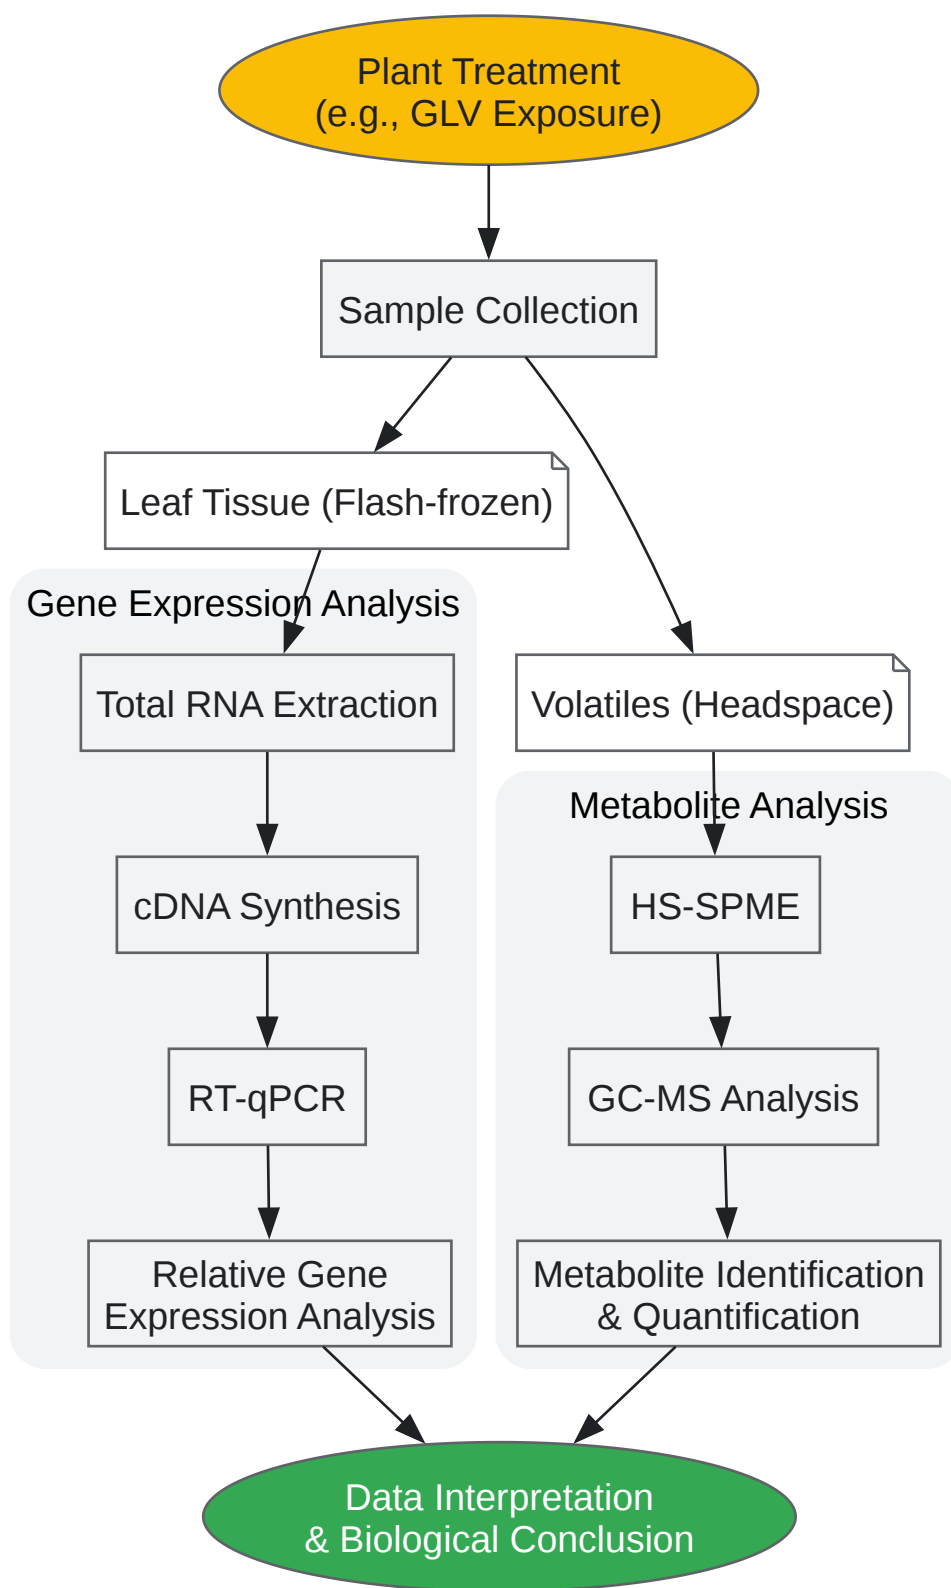 Plant Treatment
(e.g., GLV Exposure)
Sample Collection
Leaf Tissue (Flash-frozen)
Gene Expression Analysis
Total RNA Extraction
cDNA Synthesis
RT-qPCR
Relative Gene
Expression Analysis
Volatiles (Headspace)
Metabolite Analysis
HS-SPME
GC-MS Analysis
Metabolite Identification
& Quantification
Data Interpretation
& Biological Conclusion